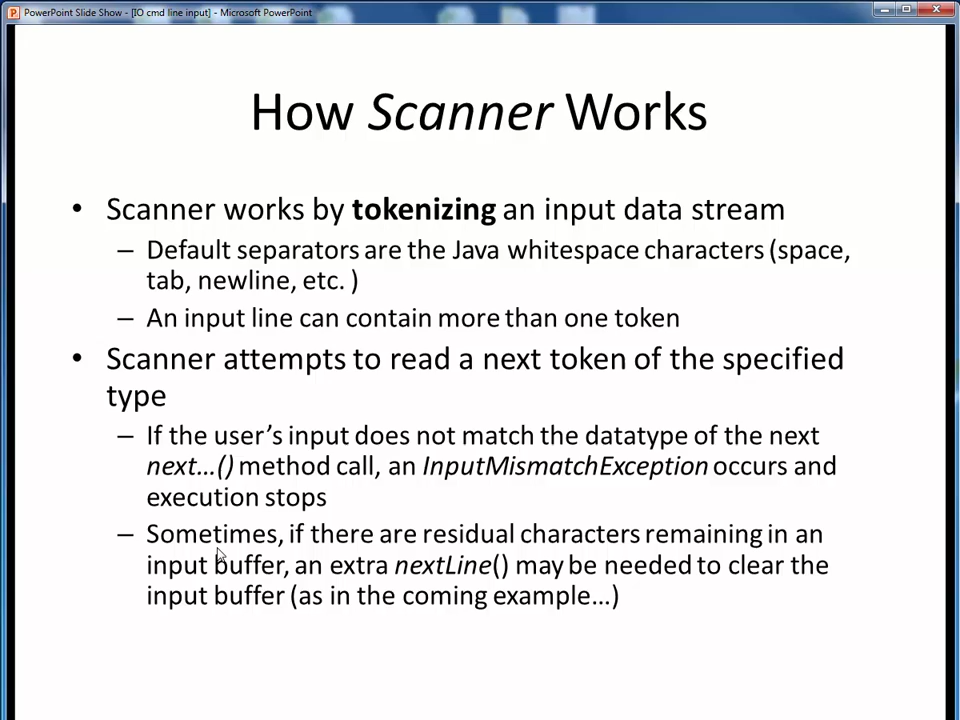 PowerPoint Slide Show - [IO cmd line input] - Microsoft PowerPoint
How Scanner Works
• Scanner works by tokenizing an input data stream
– Default separators are the Java whitespace characters (space,
tab, newline, etc. )
– An input line can contain more than one token
• Scanner attempts to read a next token of the specified
type
– If the user’s input does not match the datatype of the next
next…() method call, an InputMismatchException occurs and
execution stops
– Sometimes, if there are residual characters remaining in an
input buffer, an extra nextLine() may be needed to clear the
input buffer (as in the coming example…)